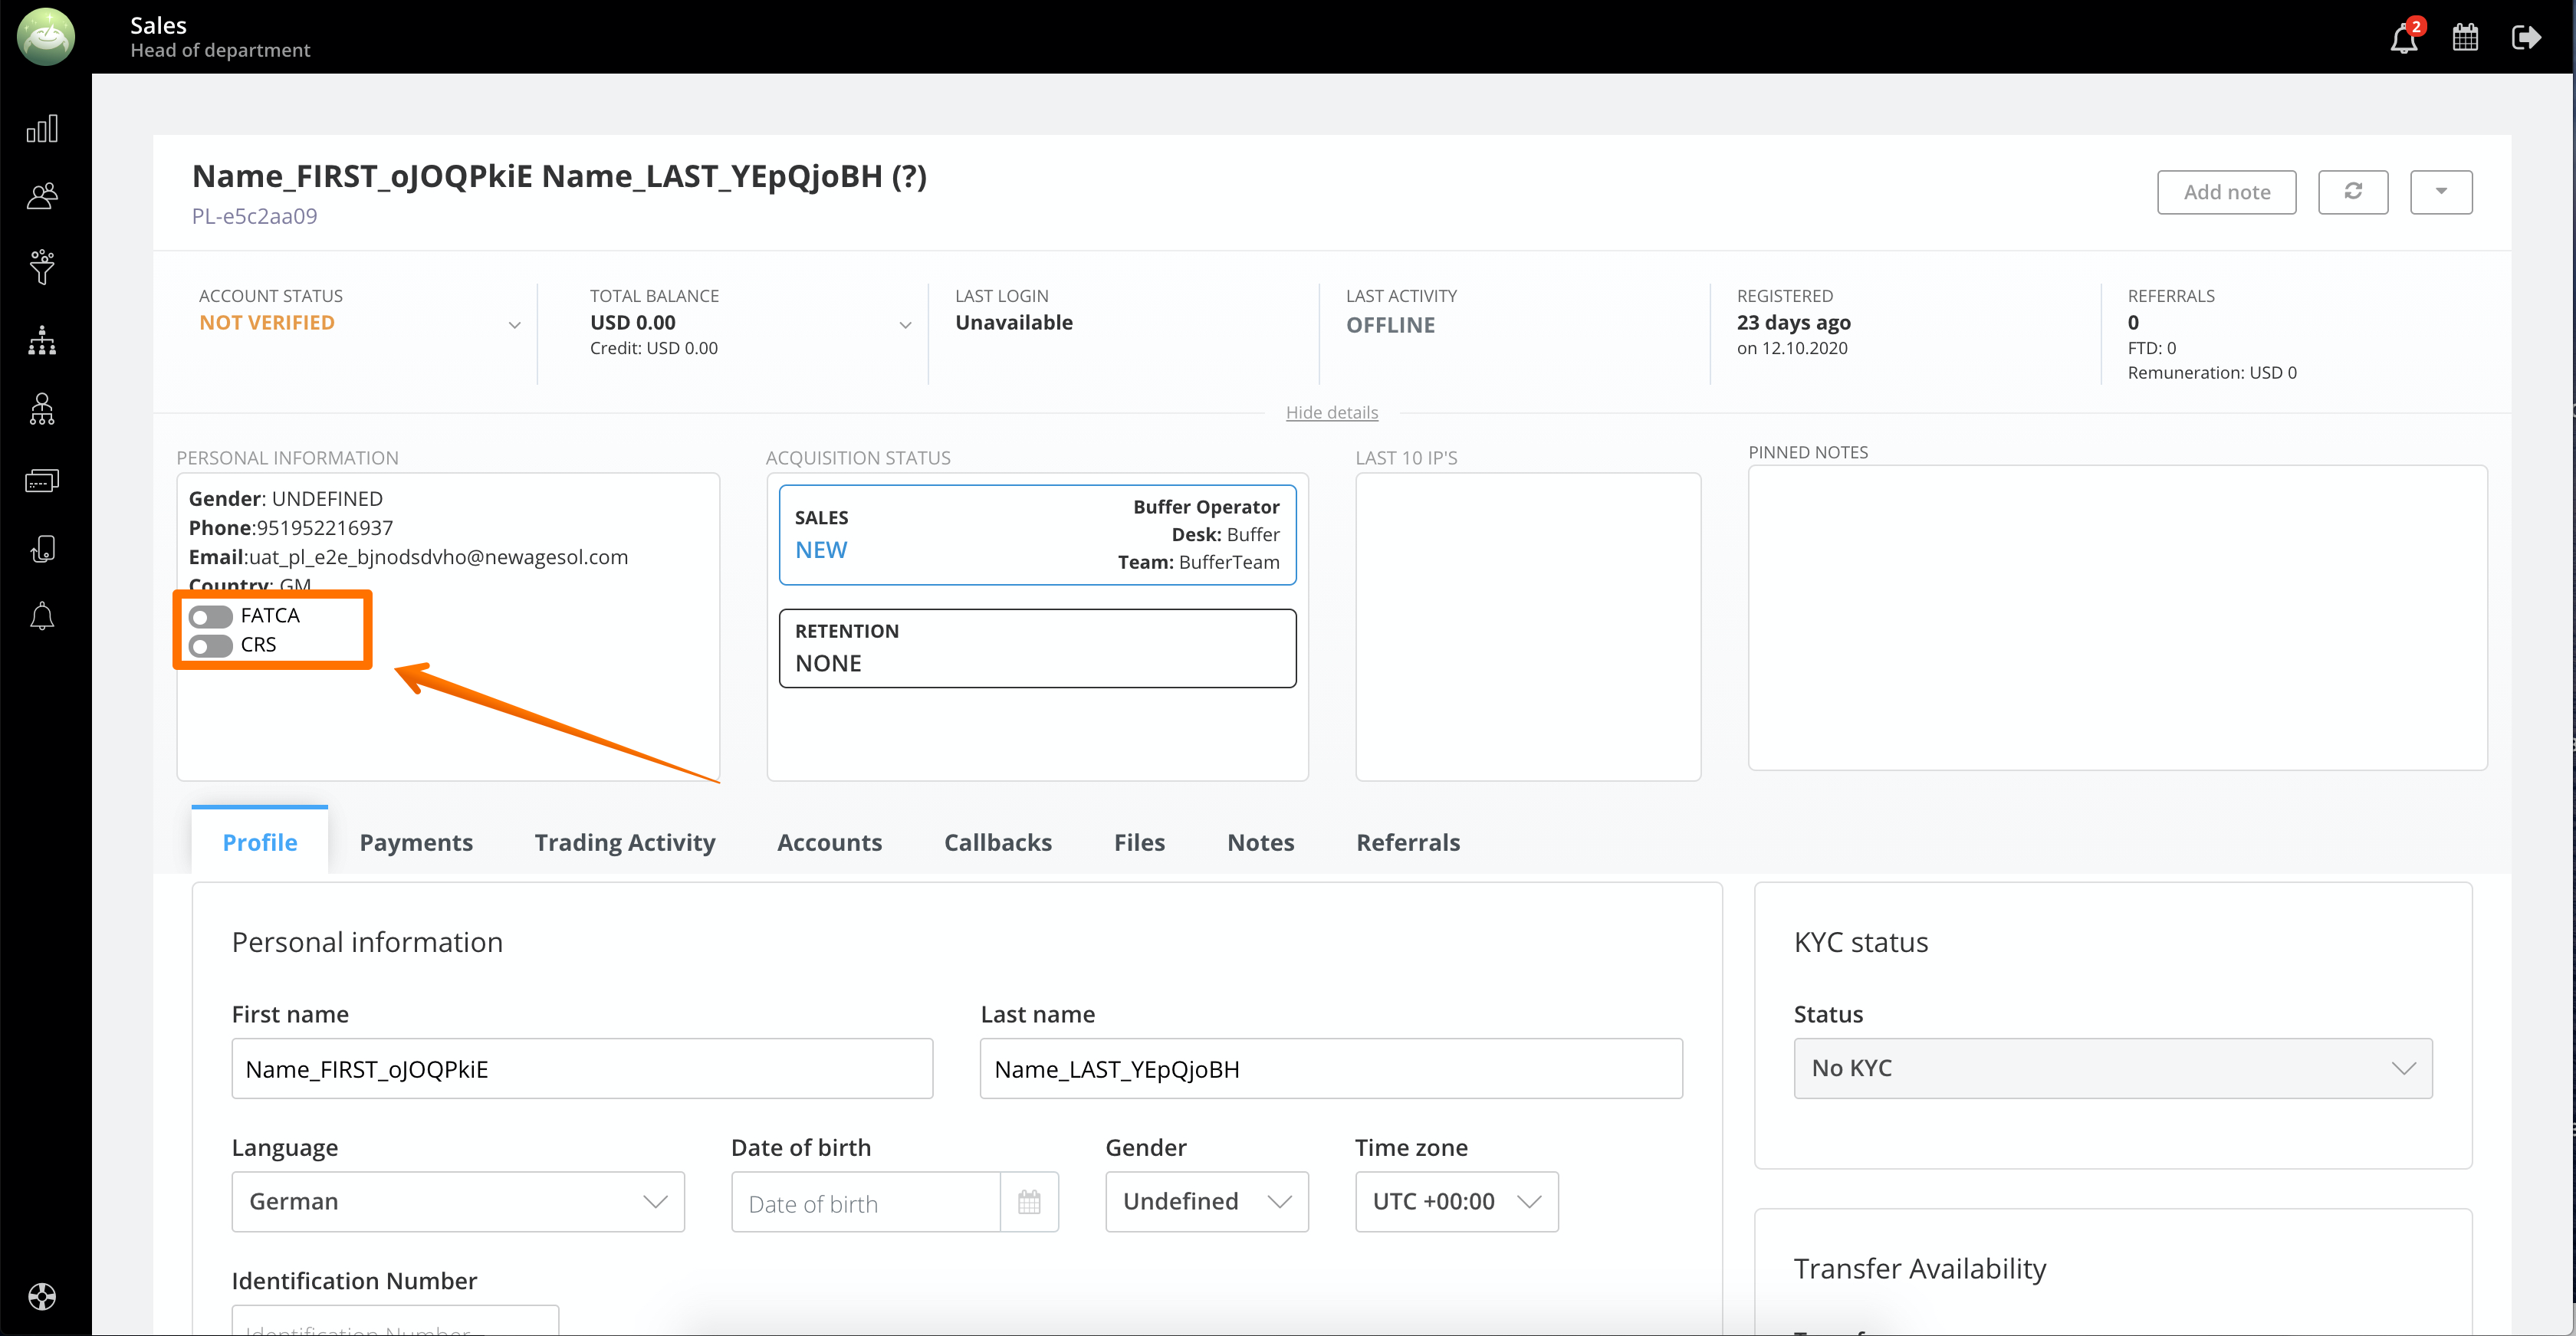 Sales
Head of department
2
Name_FIRST_oJOQPkiE Name_LAST_YEpQjoBH (?)
PL-e5c2aa09
Add note
ACCOUNT STATUS
NOT VERIFIED
TOTAL BALANCE
USD 0.00
Credit: USD 0.00
LAST LOGIN
Unavailable
LAST ACTIVITY
OFFLINE
REGISTERED
23 days ago
on 12.10.2020
REFERRALS
0
FTD: 0
Remuneration: USD 0
Hide details
PERSONAL INFORMATION
Gender: UNDEFINED
Phone:951952216937
Email:uat_pl_e2e_bjnodsdvho@newagesol.com
Country: GM
FATCA
CRS
ACQUISITION STATUS
SALES
NEW
Buffer Operator
Desk: Buffer
Team: BufferTeam
RETENTION
NONE
LAST 10 IP'S
PINNED NOTES
Profile Payments Trading Activity Accounts Callbacks Files Notes Referrals
Personal information
First name
Name_FIRST_oJOQPkiE
Last name
Name_LAST_YEpQjoBH
Language
German
Date of birth
Date of birth
Gender
Undefined
Time zone
UTC +00:00
Identification Number
Identification Number
KYC status
Status
No KYC
Transfer Availability